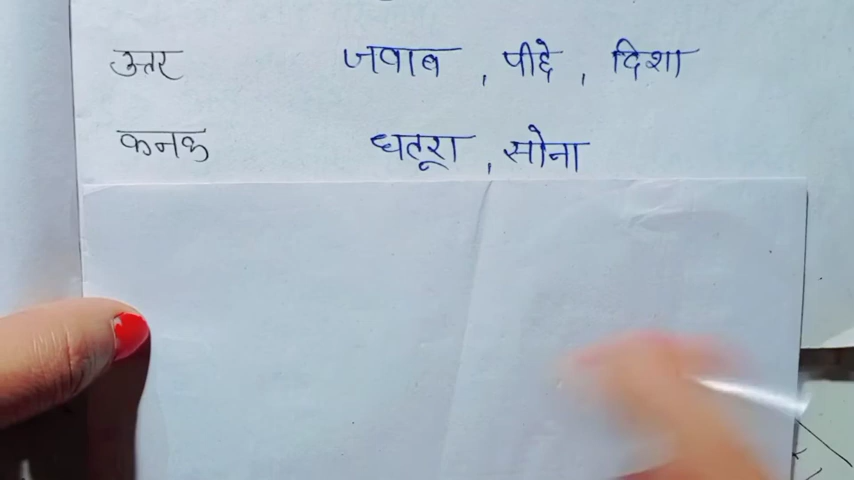 उत्तर जवाब , पीछे , दिशा
कनक धतूरा , सोना